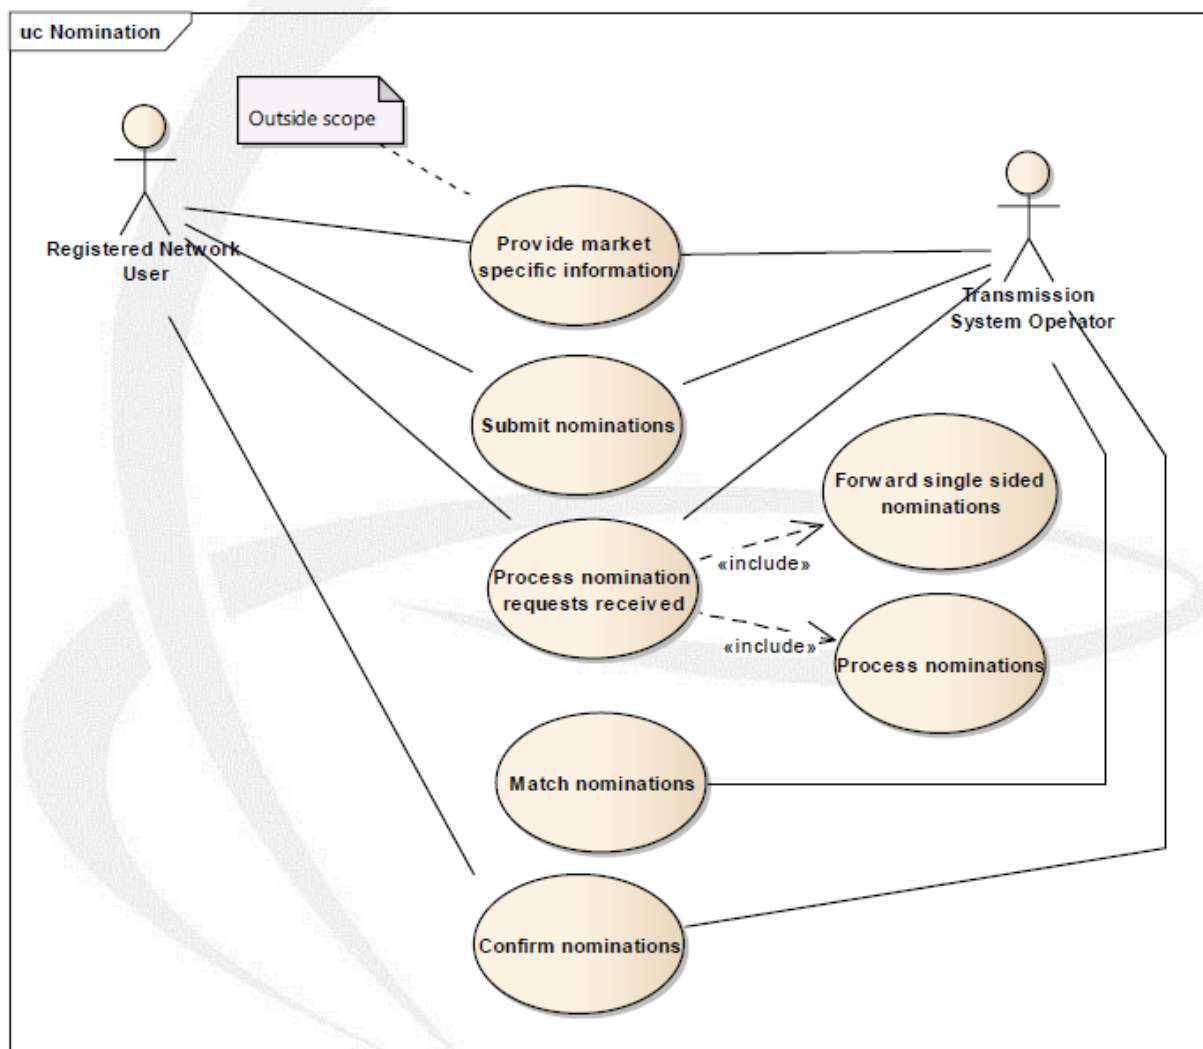 uc Nomination
Outside scope
Registered Network
User
Provide market
specific information
Transmission
System Operator
Submit nominations
Forward single sided
nominations
Process nomination
requests received
«include»
«include»
Process nominations
Match nominations
Confirm nominations